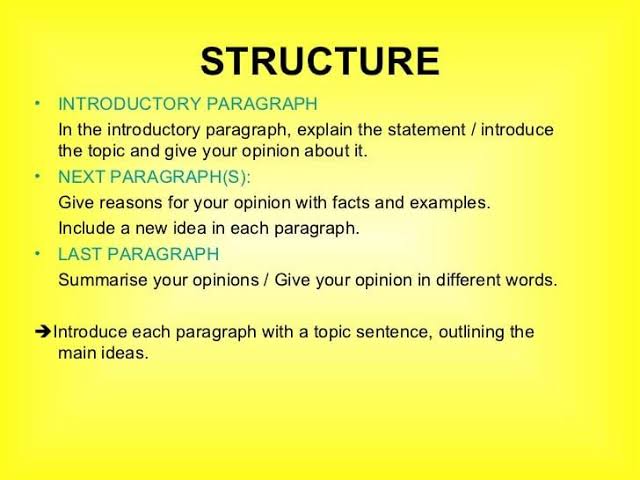 STRUCTURE
• INTRODUCTORY PARAGRAPH
In the introductory paragraph, explain the statement / introduce
the topic and give your opinion about it.
• NEXT PARAGRAPH(S):
Give reasons for your opinion with facts and examples.
Include a new idea in each paragraph.
• LAST PARAGRAPH
Summarise your opinions / Give your opinion in different words.
➔Introduce each paragraph with a topic sentence, outlining the
main ideas.